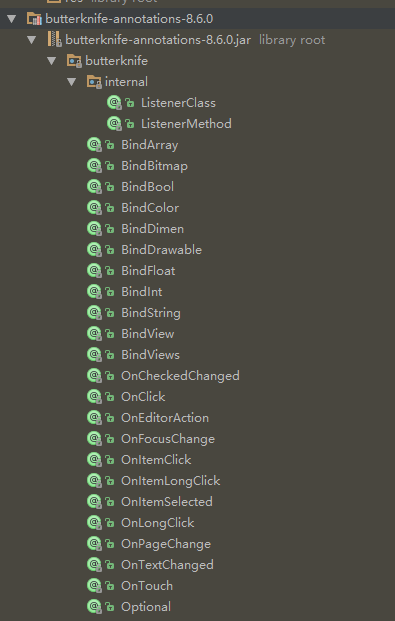 res library root
butterknife-annotations-8.6.0
butterknife-annotations-8.6.0.jar library root
butterknife
internal
ListenerClass
ListenerMethod
BindArray
BindBitmap
BindBool
BindColor
BindDimen
BindDrawable
BindFloat
BindInt
BindString
BindView
BindViews
OnCheckedChanged
OnClick
OnEditorAction
OnFocusChange
OnItemClick
OnItemLongClick
OnItemSelected
OnLongClick
OnPageChange
OnTextChanged
OnTouch
Optional